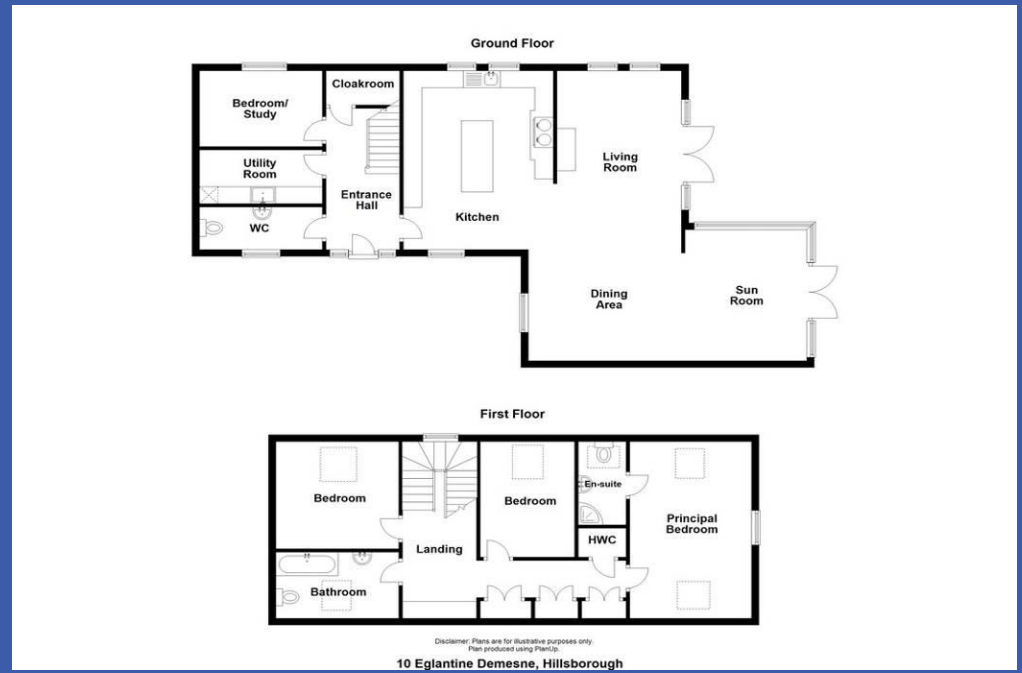 Ground Floor
Cloakroom
Bedroom/
Study
Living
Room
Utility
Room
Entrance
Hall
Kitchen
WC
Dining
Area
Sun
Room
First Floor
Bedroom
Bedroom
En-suite
Principal
Bedroom
HWC
Landing
Bathroom
Disclaimer: Plans are for illustrative purposes only.
Plan produced using PlanUp.
10 Eglantine Demesne, Hillsborough